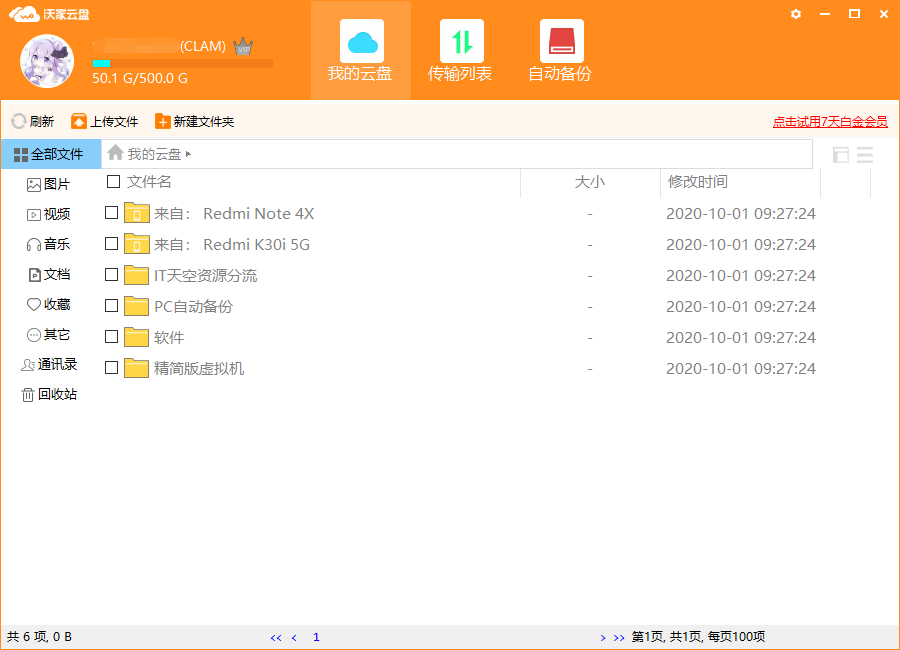 沃家云盘
(CLAM) VIP
50.1 G/500.0 G
我的云盘 传输列表 自动备份
刷新 上传文件 新建文件夹 点击试用7天白金会员
全部文件 我的云盘
图片
视频
音乐
文档
收藏
其它
通讯录
回收站
文件名 大小 修改时间
来自： Redmi Note 4X - 2020-10-01 09:27:24
来自： Redmi K30i 5G - 2020-10-01 09:27:24
IT天空资源分流 - 2020-10-01 09:27:24
PC自动备份 - 2020-10-01 09:27:24
软件 - 2020-10-01 09:27:24
精简版虚拟机 - 2020-10-01 09:27:24
共 6 项, 0 B << < 1 > >> 第1页, 共1页, 每页100项